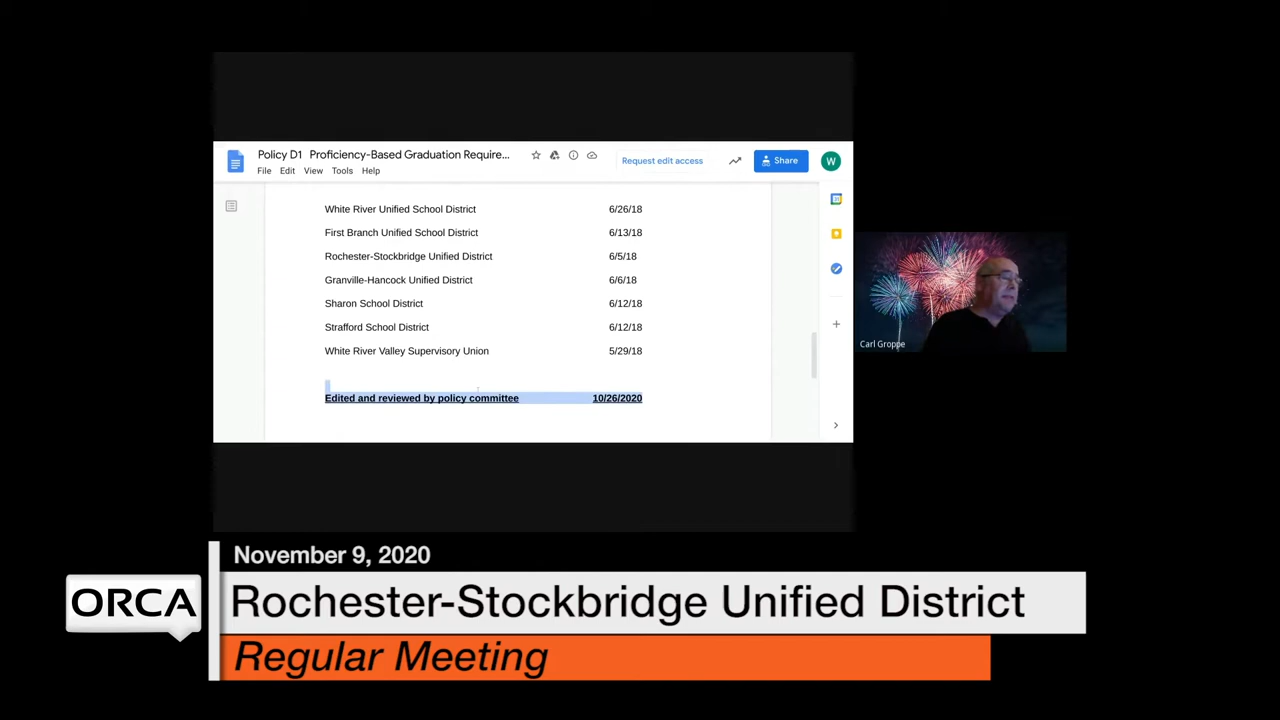 Policy D1 Proficiency-Based Graduation Require...
File Edit View Tools Help
Request edit access
Share
W
White River Unified School District 6/26/18
First Branch Unified School District 6/13/18
Rochester-Stockbridge Unified District 6/5/18
Granville-Hancock Unified District 6/6/18
Sharon School District 6/12/18
Strafford School District 6/12/18
White River Valley Supervisory Union 5/29/18
Edited and reviewed by policy committee 10/26/2020
Carl Groppe
November 9, 2020
ORCA
Rochester-Stockbridge Unified District
Regular Meeting